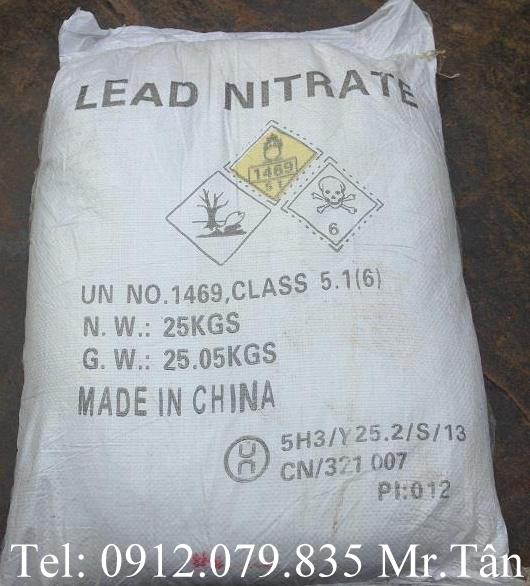 LEAD NITRATE
1469
5.1
6
UN NO.1469,CLASS 5.1(6)
N. W.: 25KGS
G. W.: 25.05KGS
MADE IN CHINA
un
5H3/Y25.2/S/13
CN/321 007
PI:012
Tel: 0912.079.835 Mr.Tân